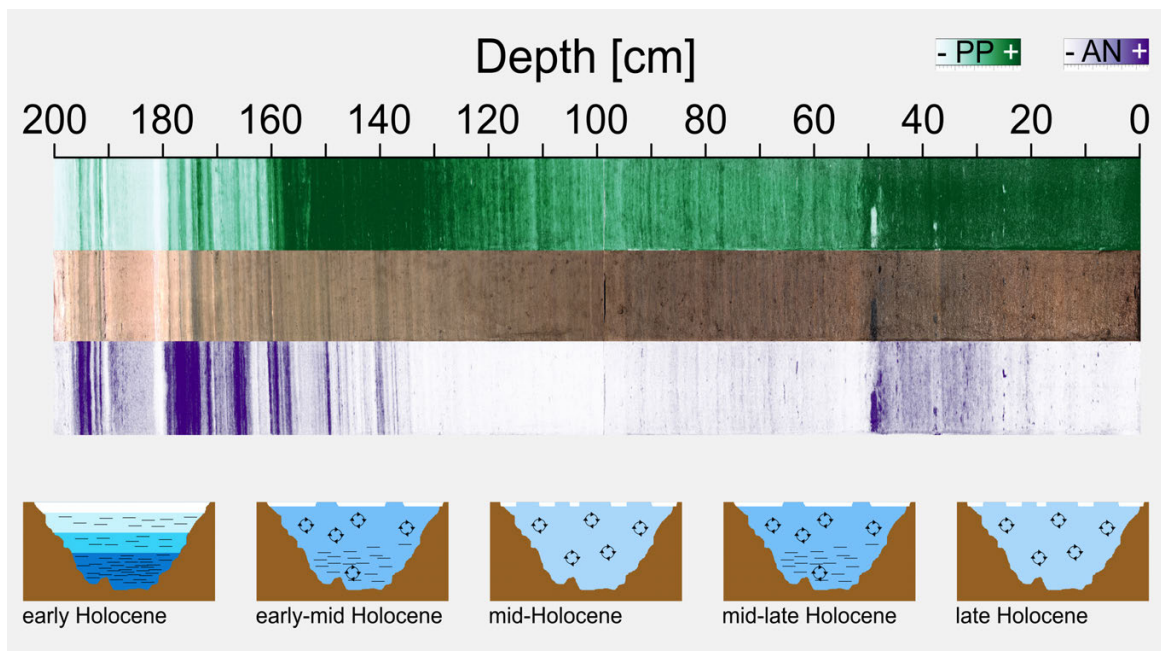 Depth [cm]
- PP +
- AN +
200 180 160 140 120 100 80 60 40 20 0
early Holocene
early-mid Holocene
mid-Holocene
mid-late Holocene
late Holocene